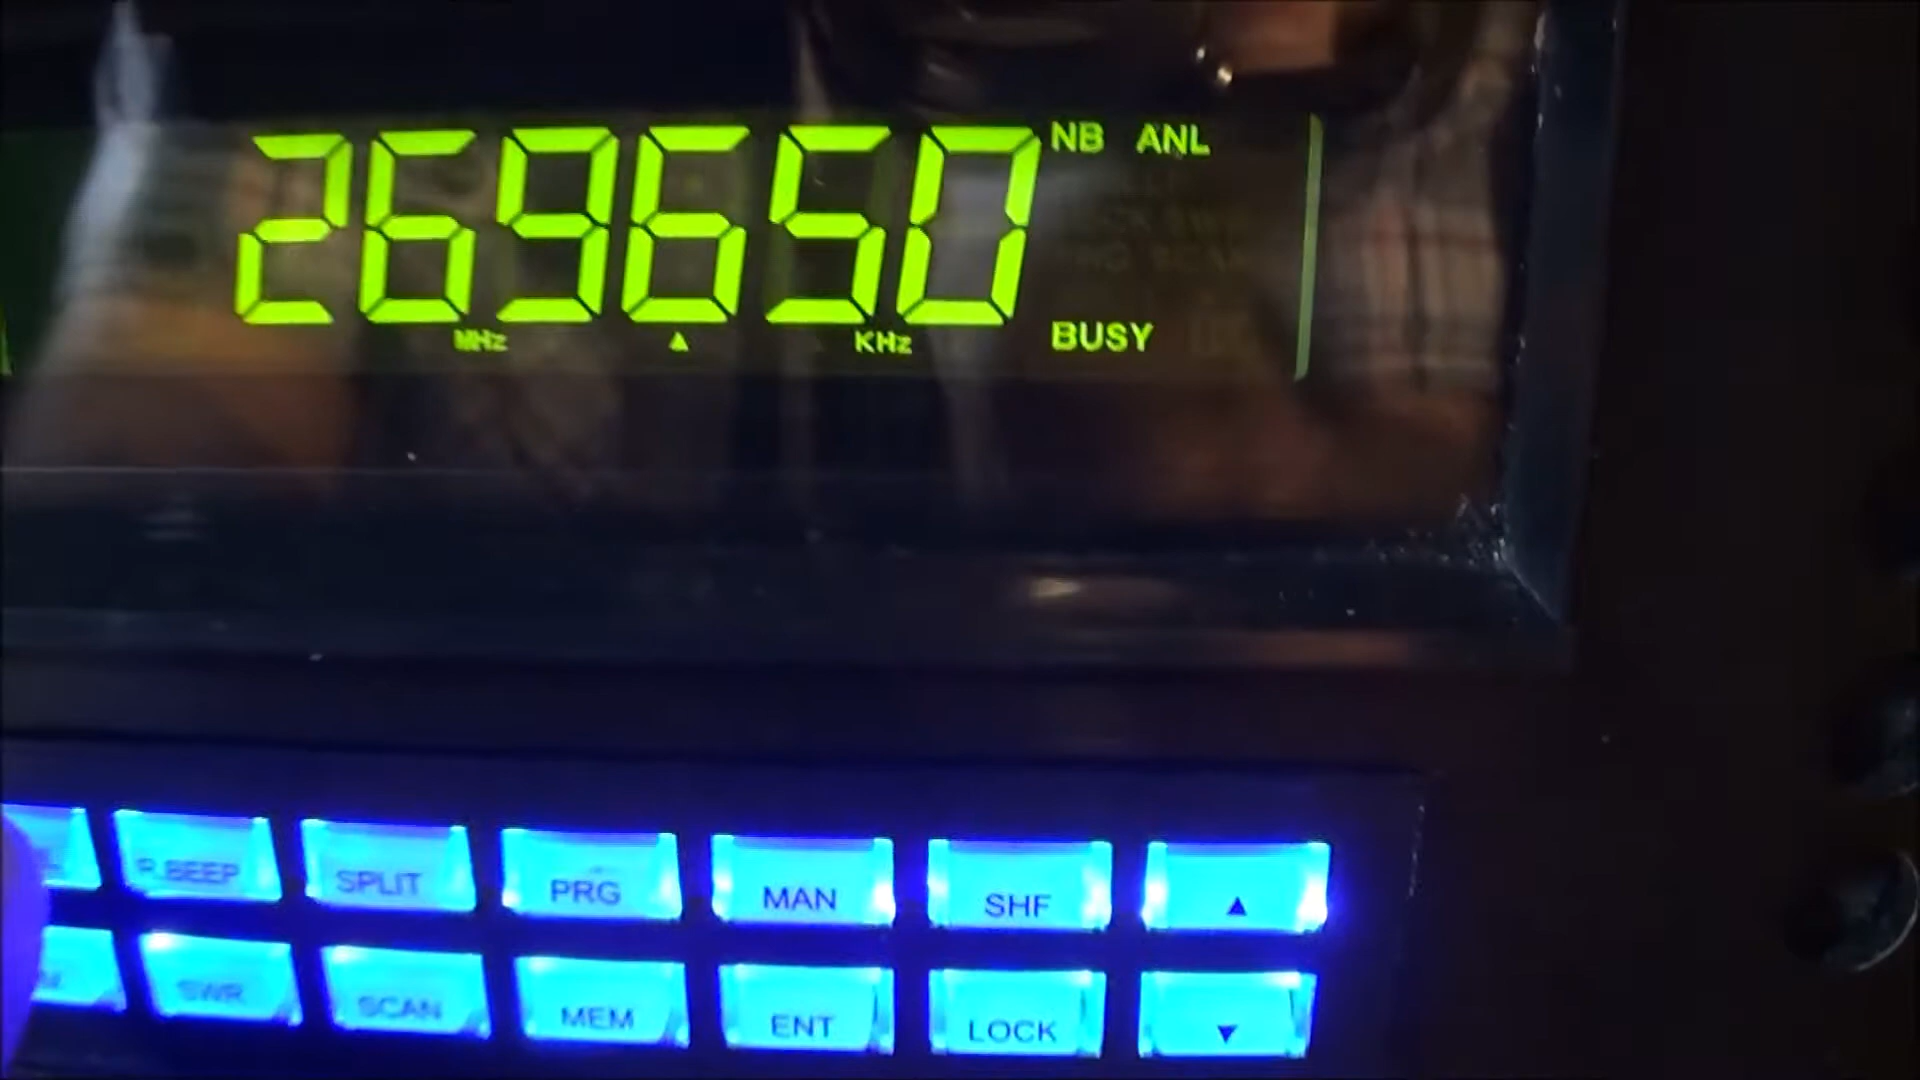 269650 NB ANL
MHz ▲ KHz BUSY
R.BEEP SPLIT PRG MAN SHF ▲
SWR SCAN MEM ENT LOCK ▼